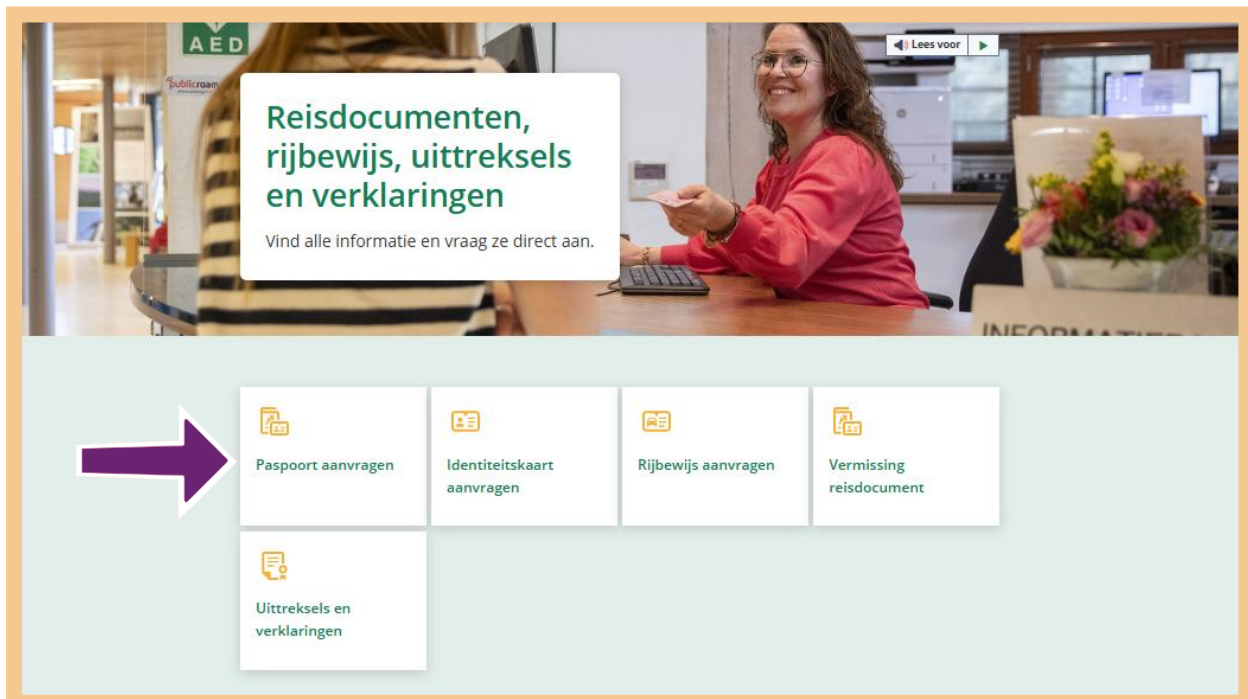 AED
publicroam
Lees voor
Reisdocumenten,
rijbewijs, uittreksels
en verklaringen
Vind alle informatie en vraag ze direct aan.
Paspoort aanvragen
Identiteitskaart
aanvragen
Rijbewijs aanvragen
Vermissing
reisdocument
Uittreksels en
verklaringen